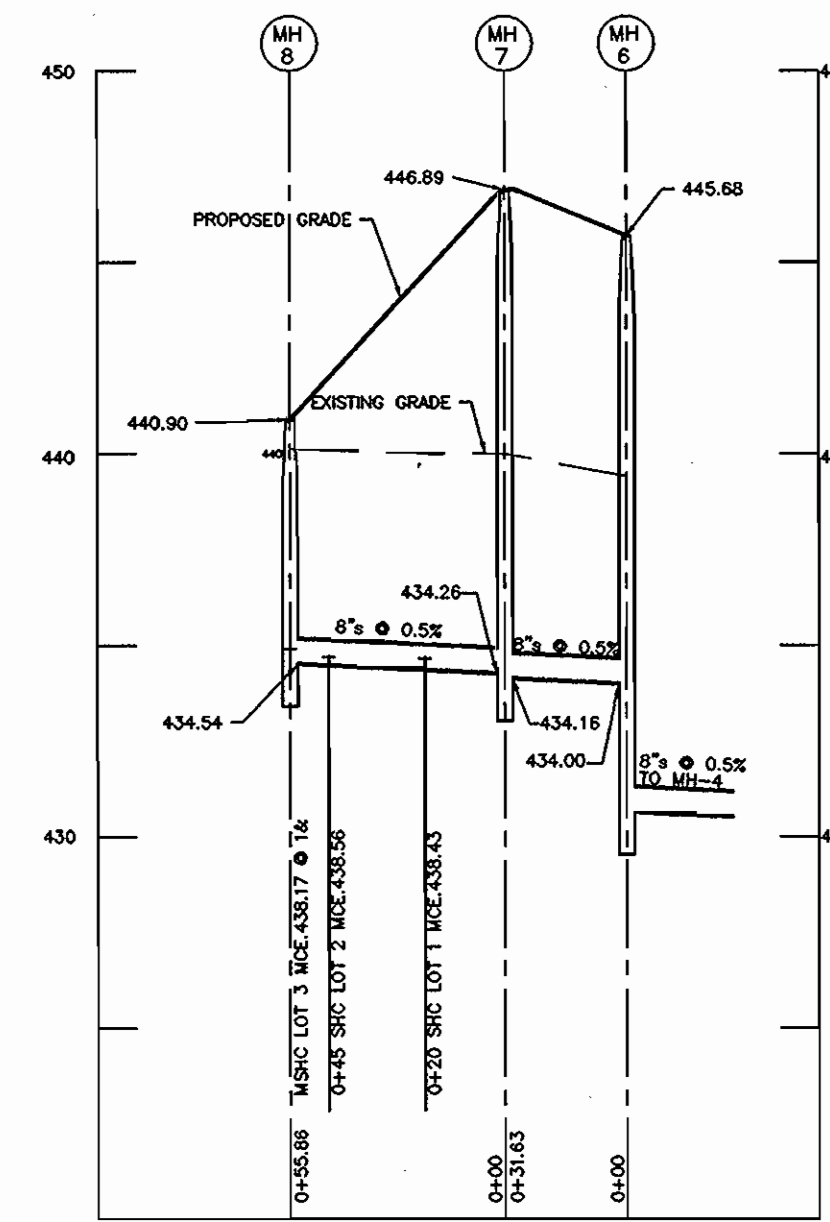 MH
8
MH
7
MH
6
450
4
446.89
445.68
PROPOSED GRADE
EXISTING GRADE
440.90
440
440
4
434.26
8"s @ 0.5%
8"s @ 0.5%
434.54
434.16
434.00
8"s @ 0.5%
TO MH-4
430
4
MSHC LOT 3 MCE.438.17 @ 1&
0+45 SHC LOT 2 MCE.438.56
0+20 SHC LOT 1 MCE.438.43
0+55.86
0+00
0+31.63
0+00